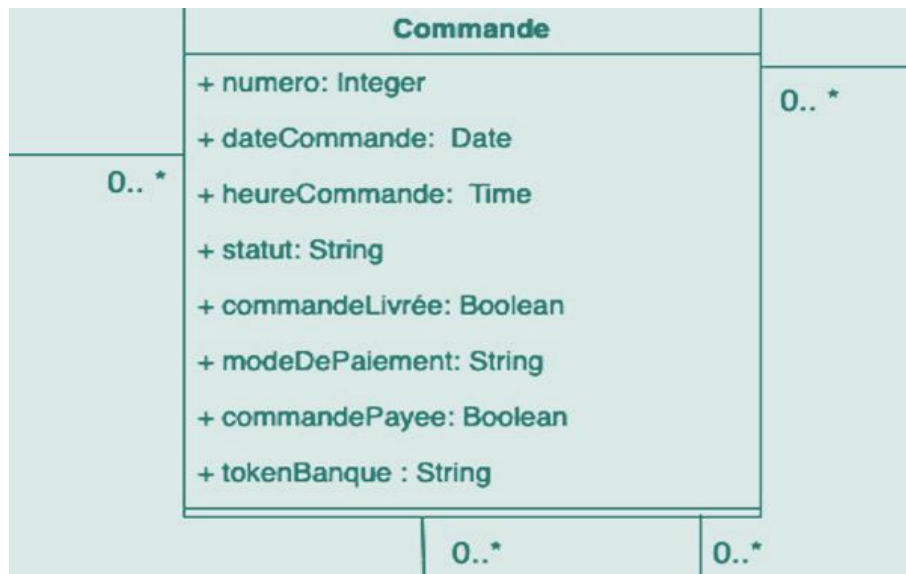 Commande
+ numero: Integer
0.. *
+ dateCommande: Date
0.. *
+ heureCommande: Time
+ statut: String
+ commandeLivrée: Boolean
+ modeDePaiement: String
+ commandePayee: Boolean
+ tokenBanque : String
0..*
0..*